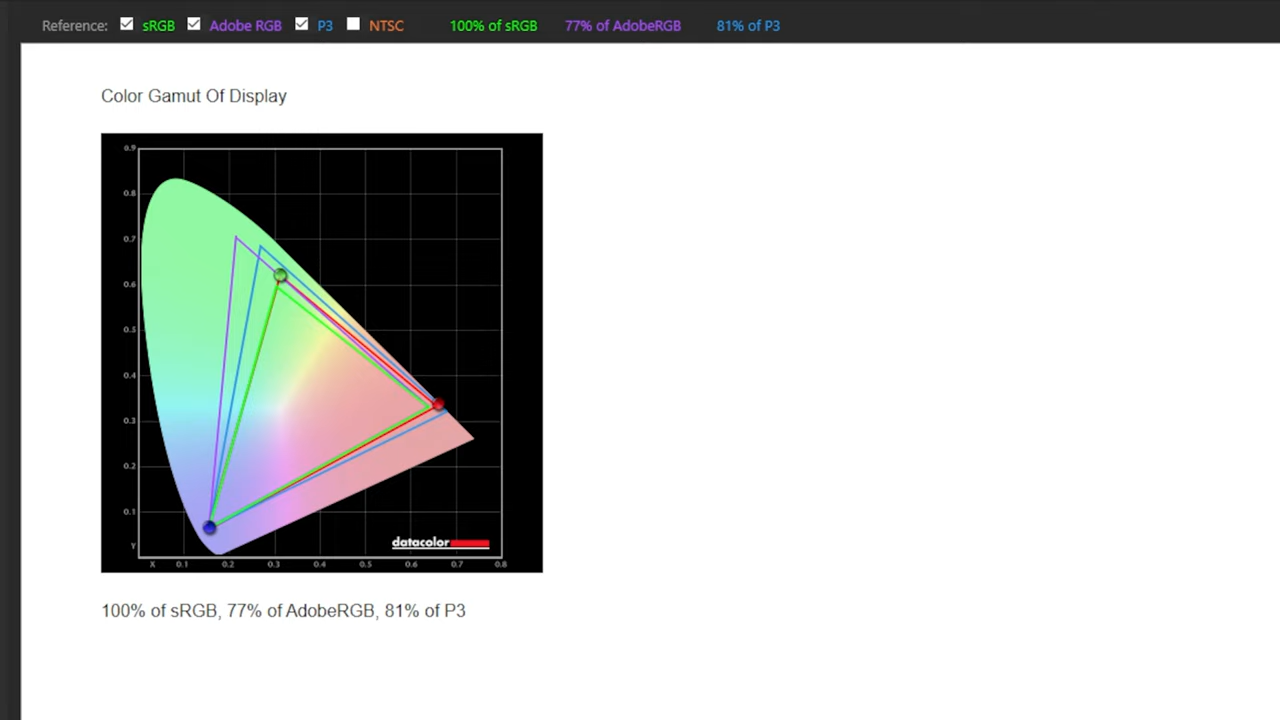 Reference: sRGB Adobe RGB P3 NTSC 100% of sRGB 77% of AdobeRGB 81% of P3
Color Gamut Of Display
0.9
0.8
0.7
0.6
0.5
0.4
0.3
0.2
0.1
Y
datacolor
X 0.1 0.2 0.3 0.4 0.5 0.6 0.7 0.8
100% of sRGB, 77% of AdobeRGB, 81% of P3